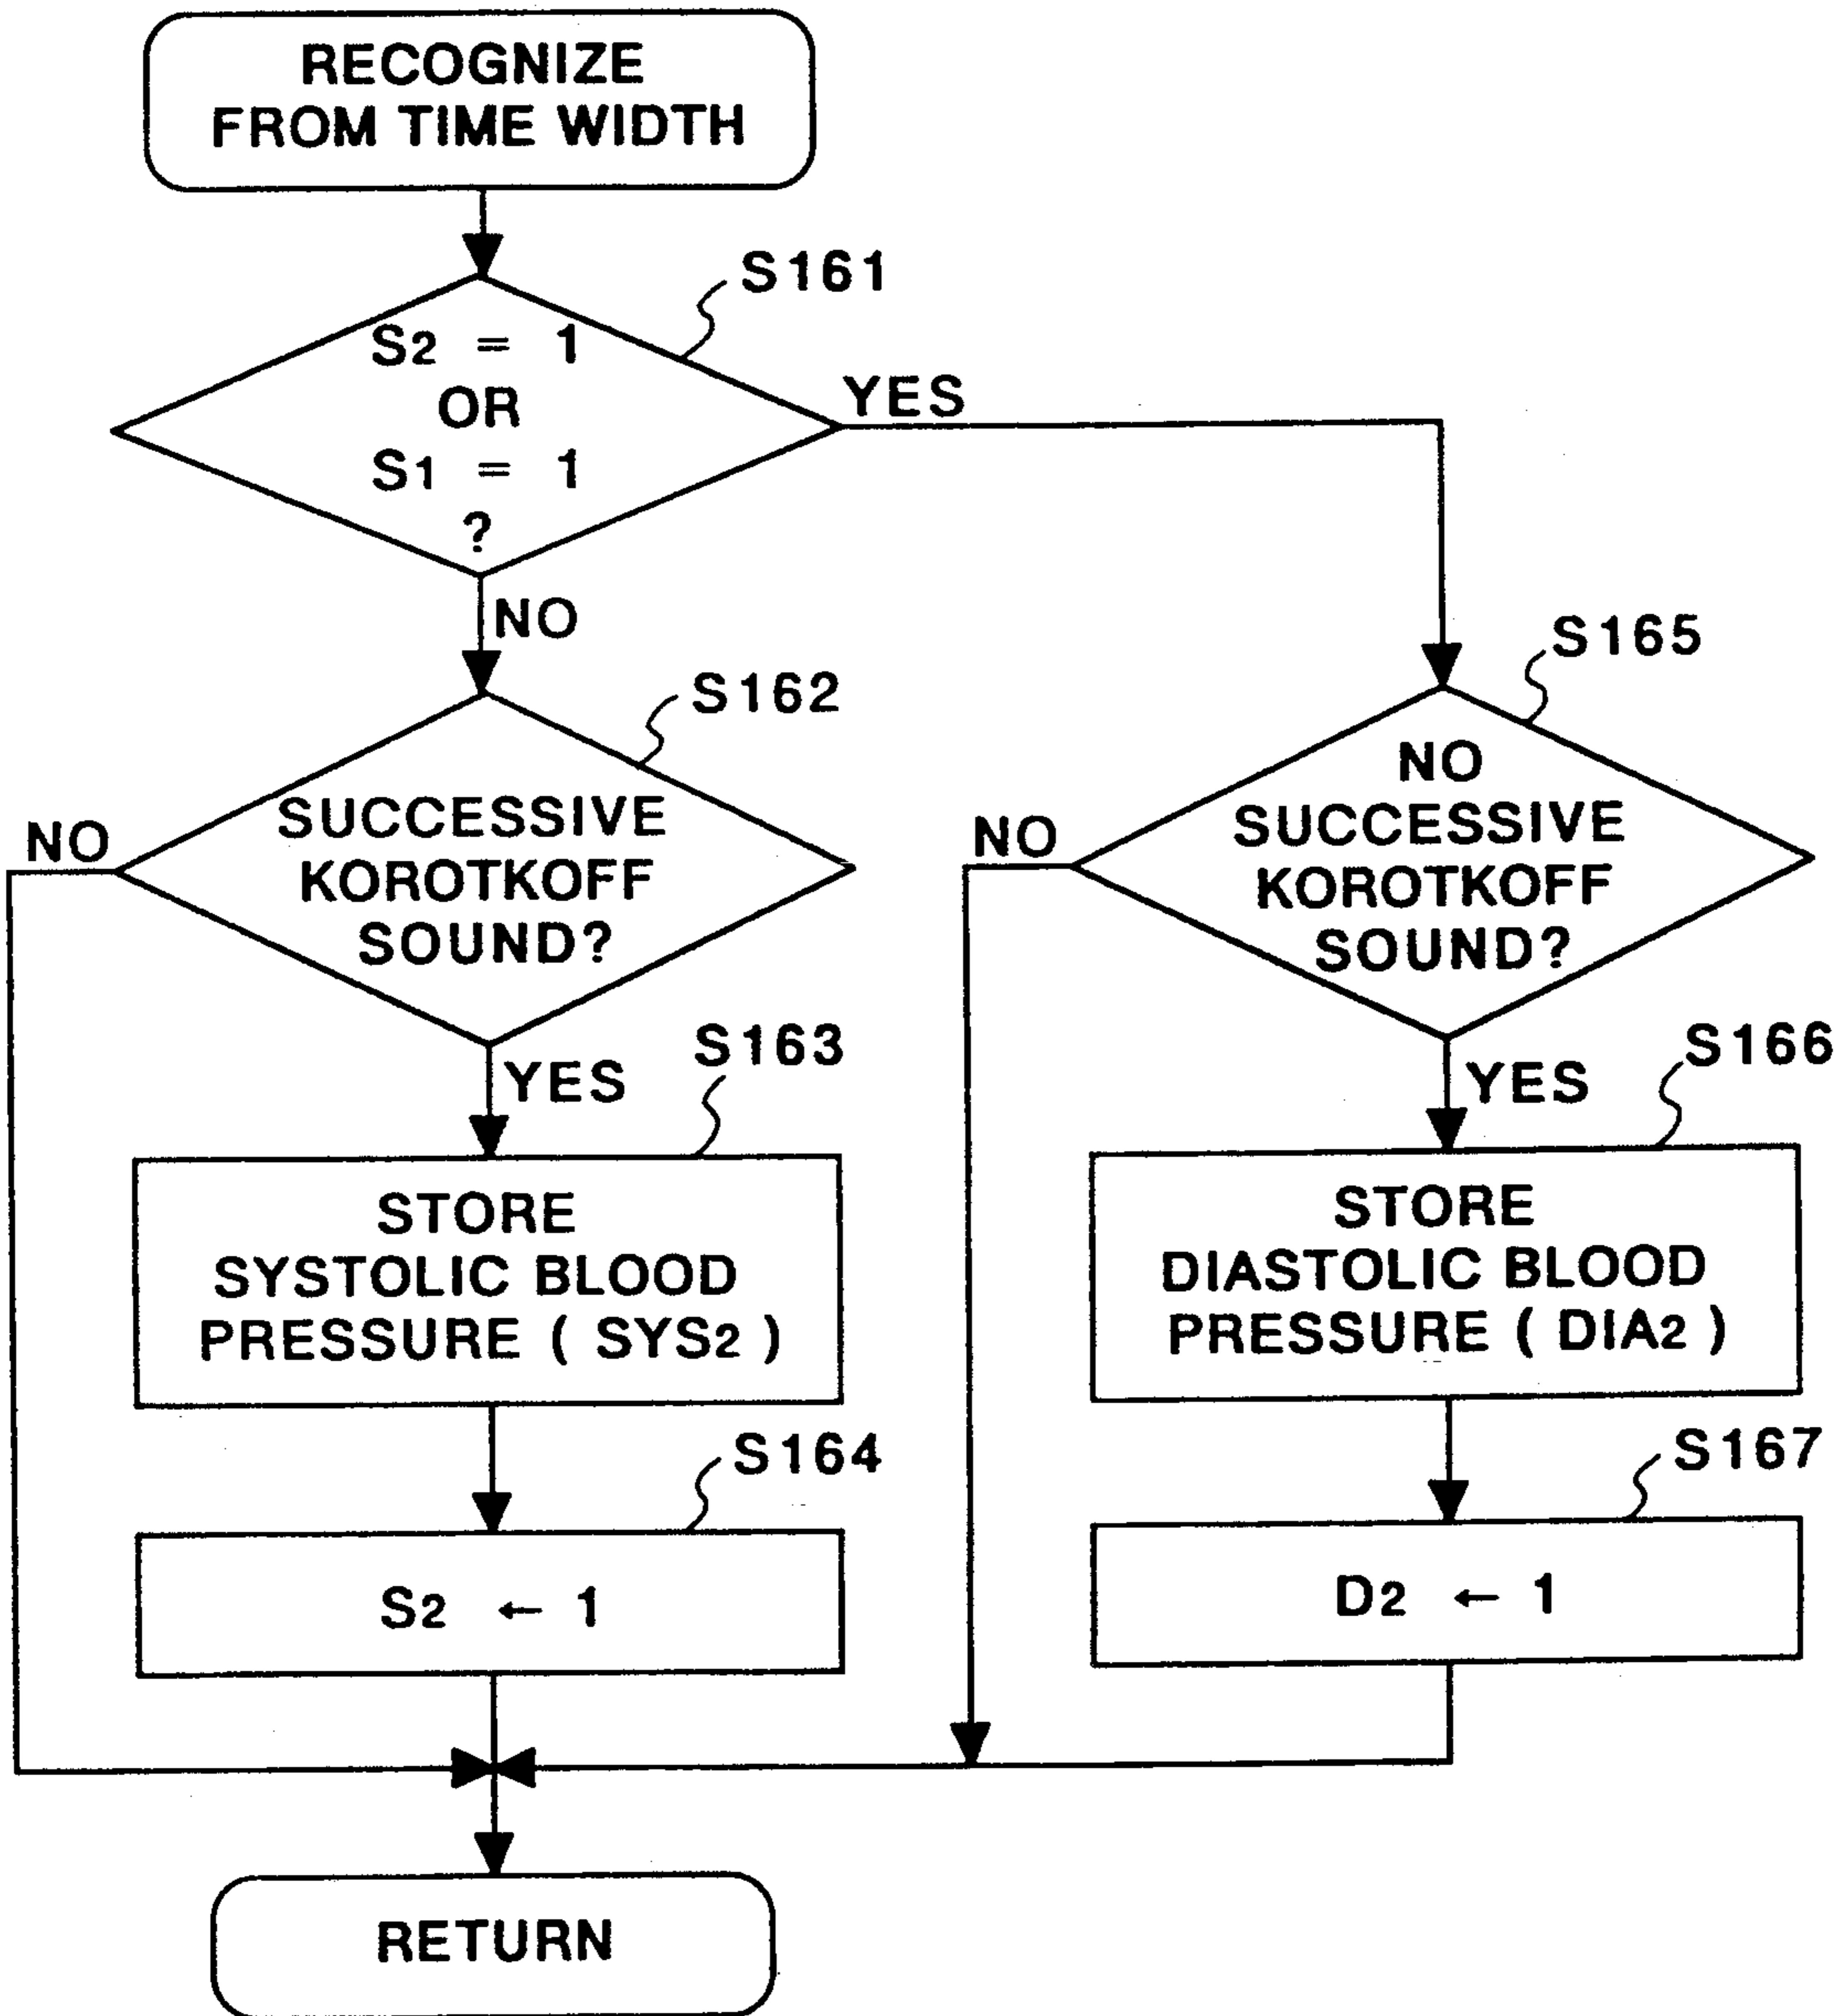 RECOGNIZE
FROM TIME WIDTH
S161
S2 = 1
OR
S1 = 1
?
YES
NO
S162
SUCCESSIVE
KOROTKOFF
SOUND?
NO
YES
S163
STORE
SYSTOLIC BLOOD
PRESSURE ( SYS2 )
S164
S2 ← 1
S165
NO
SUCCESSIVE
KOROTKOFF
SOUND?
NO
YES
S166
STORE
DIASTOLIC BLOOD
PRESSURE ( DIA2 )
S167
D2 ← 1
RETURN